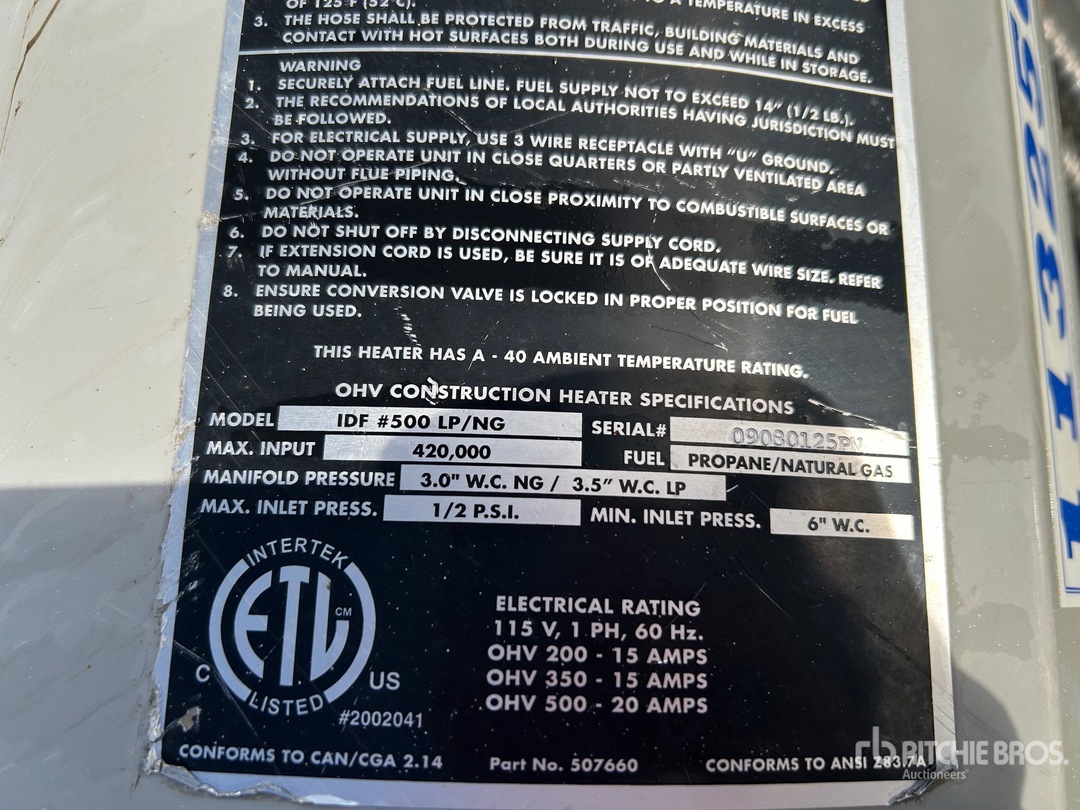 OF 125°F (52°C). TO A TEMPERATURE IN EXCESS
3. THE HOSE SHALL BE PROTECTED FROM TRAFFIC, BUILDING MATERIALS AND
CONTACT WITH HOT SURFACES BOTH DURING USE AND WHILE IN STORAGE.
WARNING
1. SECURELY ATTACH FUEL LINE. FUEL SUPPLY NOT TO EXCEED 14" (1/2 LB.).
2. THE RECOMMENDATIONS OF LOCAL AUTHORITIES HAVING JURISDICTION MUST
BE FOLLOWED.
3. FOR ELECTRICAL SUPPLY, USE 3 WIRE RECEPTACLE WITH "U" GROUND.
4. DO NOT OPERATE UNIT IN CLOSE QUARTERS OR PARTLY VENTILATED AREA
WITHOUT FLUE PIPING.
5. DO NOT OPERATE UNIT IN CLOSE PROXIMITY TO COMBUSTIBLE SURFACES OR
MATERIALS.
6. DO NOT SHUT OFF BY DISCONNECTING SUPPLY CORD.
7. IF EXTENSION CORD IS USED, BE SURE IT IS OF ADEQUATE WIRE SIZE. REFER
TO MANUAL.
8. ENSURE CONVERSION VALVE IS LOCKED IN PROPER POSITION FOR FUEL
BEING USED.
THIS HEATER HAS A - 40 AMBIENT TEMPERATURE RATING.
OHV CONSTRUCTION HEATER SPECIFICATIONS
MODEL IDF #500 LP/NG SERIAL# 09080125PN
MAX. INPUT 420,000 FUEL PROPANE/NATURAL GAS
MANIFOLD PRESSURE 3.0" W.C. NG / 3.5" W.C. LP
MAX. INLET PRESS. 1/2 P.S.I. MIN. INLET PRESS. 6" W.C.
INTERTEK
ETL CM
C US
LISTED
#2002041
ELECTRICAL RATING
115 V, 1 PH, 60 Hz.
OHV 200 - 15 AMPS
OHV 350 - 15 AMPS
OHV 500 - 20 AMPS
CONFORMS TO CAN/CGA 2.14 Part No. 507660 CONFORMS TO ANSI Z83.7A
11325
rb RITCHIE BROS.
Auctioneers